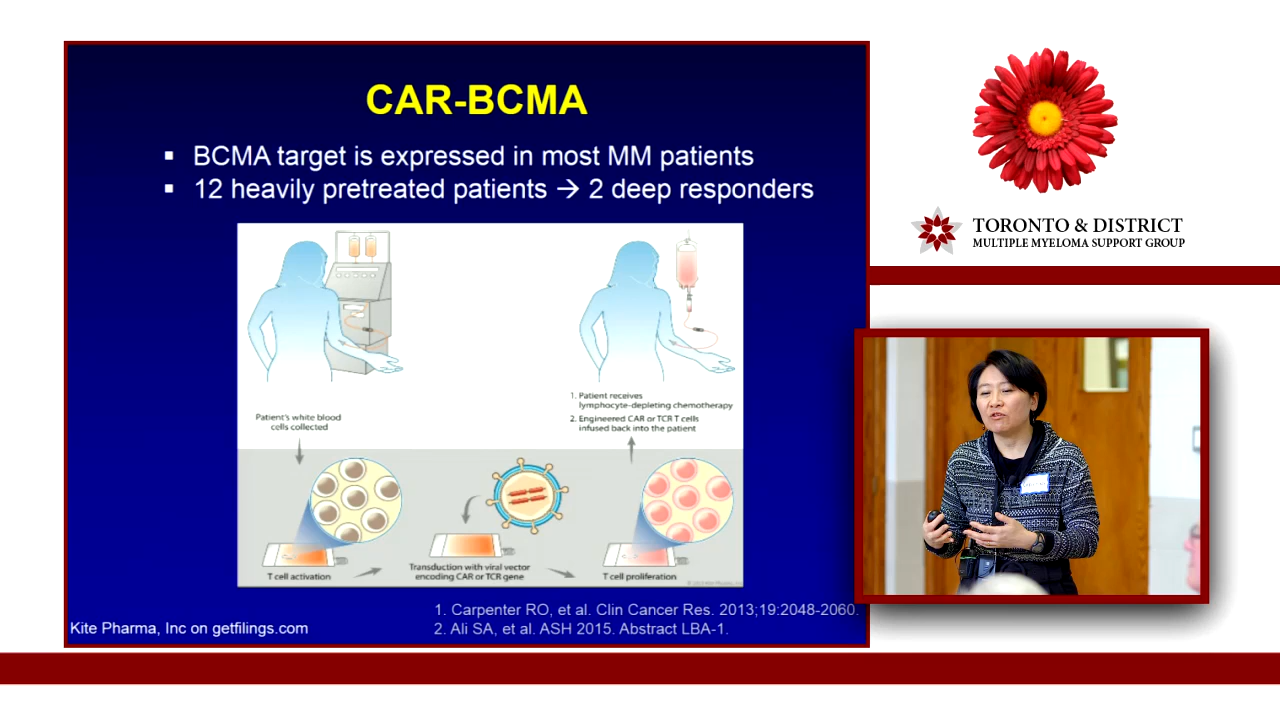 CAR-BCMA
▪ BCMA target is expressed in most MM patients
▪ 12 heavily pretreated patients → 2 deep responders
Patient's white blood
cells collected
1. Patient receives
lymphocyte-depleting chemotherapy
2. Engineered CAR or TCR T cells
infused back into the patient
T cell activation
Transduction with viral vector
encoding CAR or TCR gene
T cell proliferation
1. Carpenter RO, et al. Clin Cancer Res. 2013;19:2048-2060.
2. Ali SA, et al. ASH 2015. Abstract LBA-1.
Kite Pharma, Inc on getfilings.com
TORONTO & DISTRICT
MULTIPLE MYELOMA SUPPORT GROUP